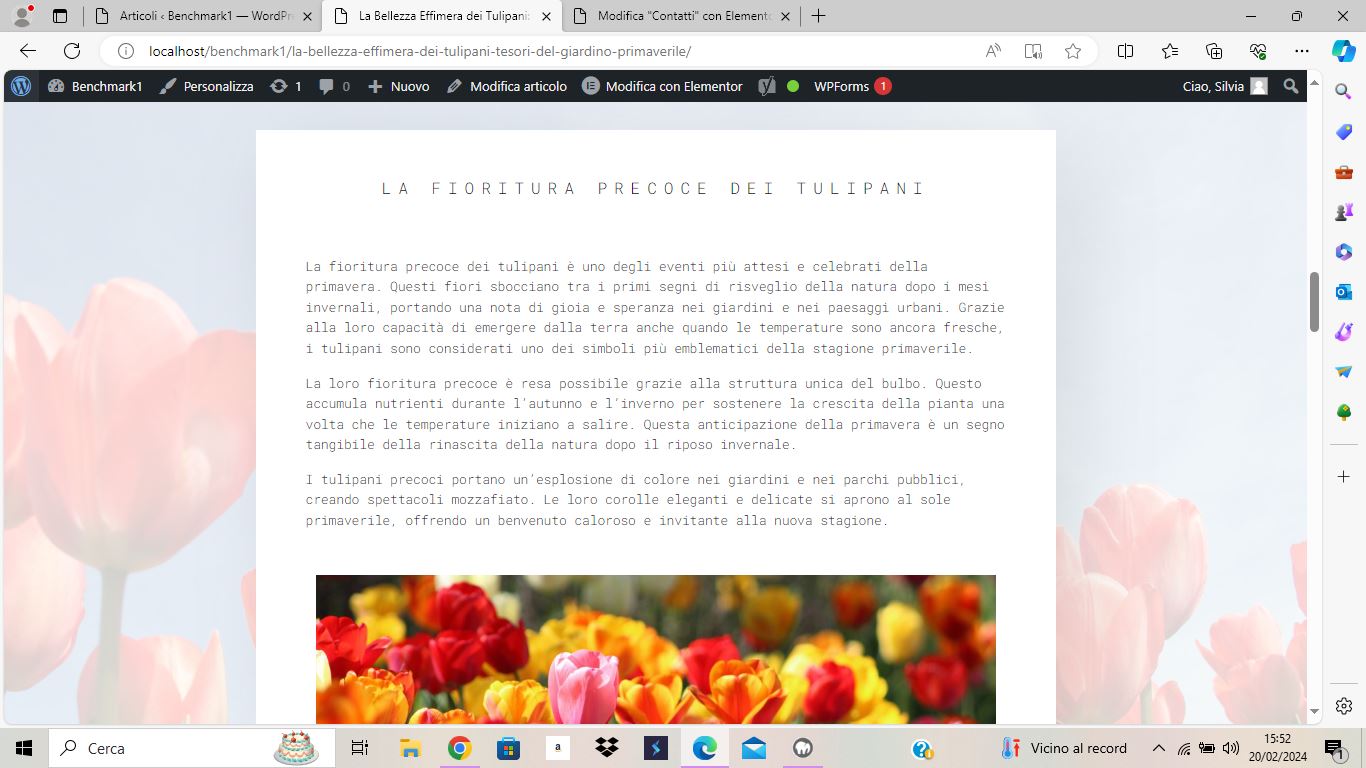 Articoli ‹ Benchmark1 — WordPre
La Bellezza Effimera dei Tulipani:
Modifica "Contatti" con Elemento
localhost/benchmark1/la-bellezza-effimera-dei-tulipani-tesori-del-giardino-primaverile/
Benchmark1 Personalizza 1 0 Nuovo Modifica articolo Modifica con Elementor WPForms 1 Ciao, Silvia
LA FIORITURA PRECOCE DEI TULIPANI
La fioritura precoce dei tulipani è uno degli eventi più attesi e celebrati della
primavera. Questi fiori sbocciano tra i primi segni di risveglio della natura dopo i mesi
invernali, portando una nota di gioia e speranza nei giardini e nei paesaggi urbani. Grazie
alla loro capacità di emergere dalla terra anche quando le temperature sono ancora fresche,
i tulipani sono considerati uno dei simboli più emblematici della stagione primaverile.
La loro fioritura precoce è resa possibile grazie alla struttura unica del bulbo. Questo
accumula nutrienti durante l'autunno e l'inverno per sostenere la crescita della pianta una
volta che le temperature iniziano a salire. Questa anticipazione della primavera è un segno
tangibile della rinascita della natura dopo il riposo invernale.
I tulipani precoci portano un'esplosione di colore nei giardini e nei parchi pubblici,
creando spettacoli mozzafiato. Le loro corolle eleganti e delicate si aprono al sole
primaverile, offrendo un benvenuto caloroso e invitante alla nuova stagione.
Cerca
Vicino al record
15:52
20/02/2024
1